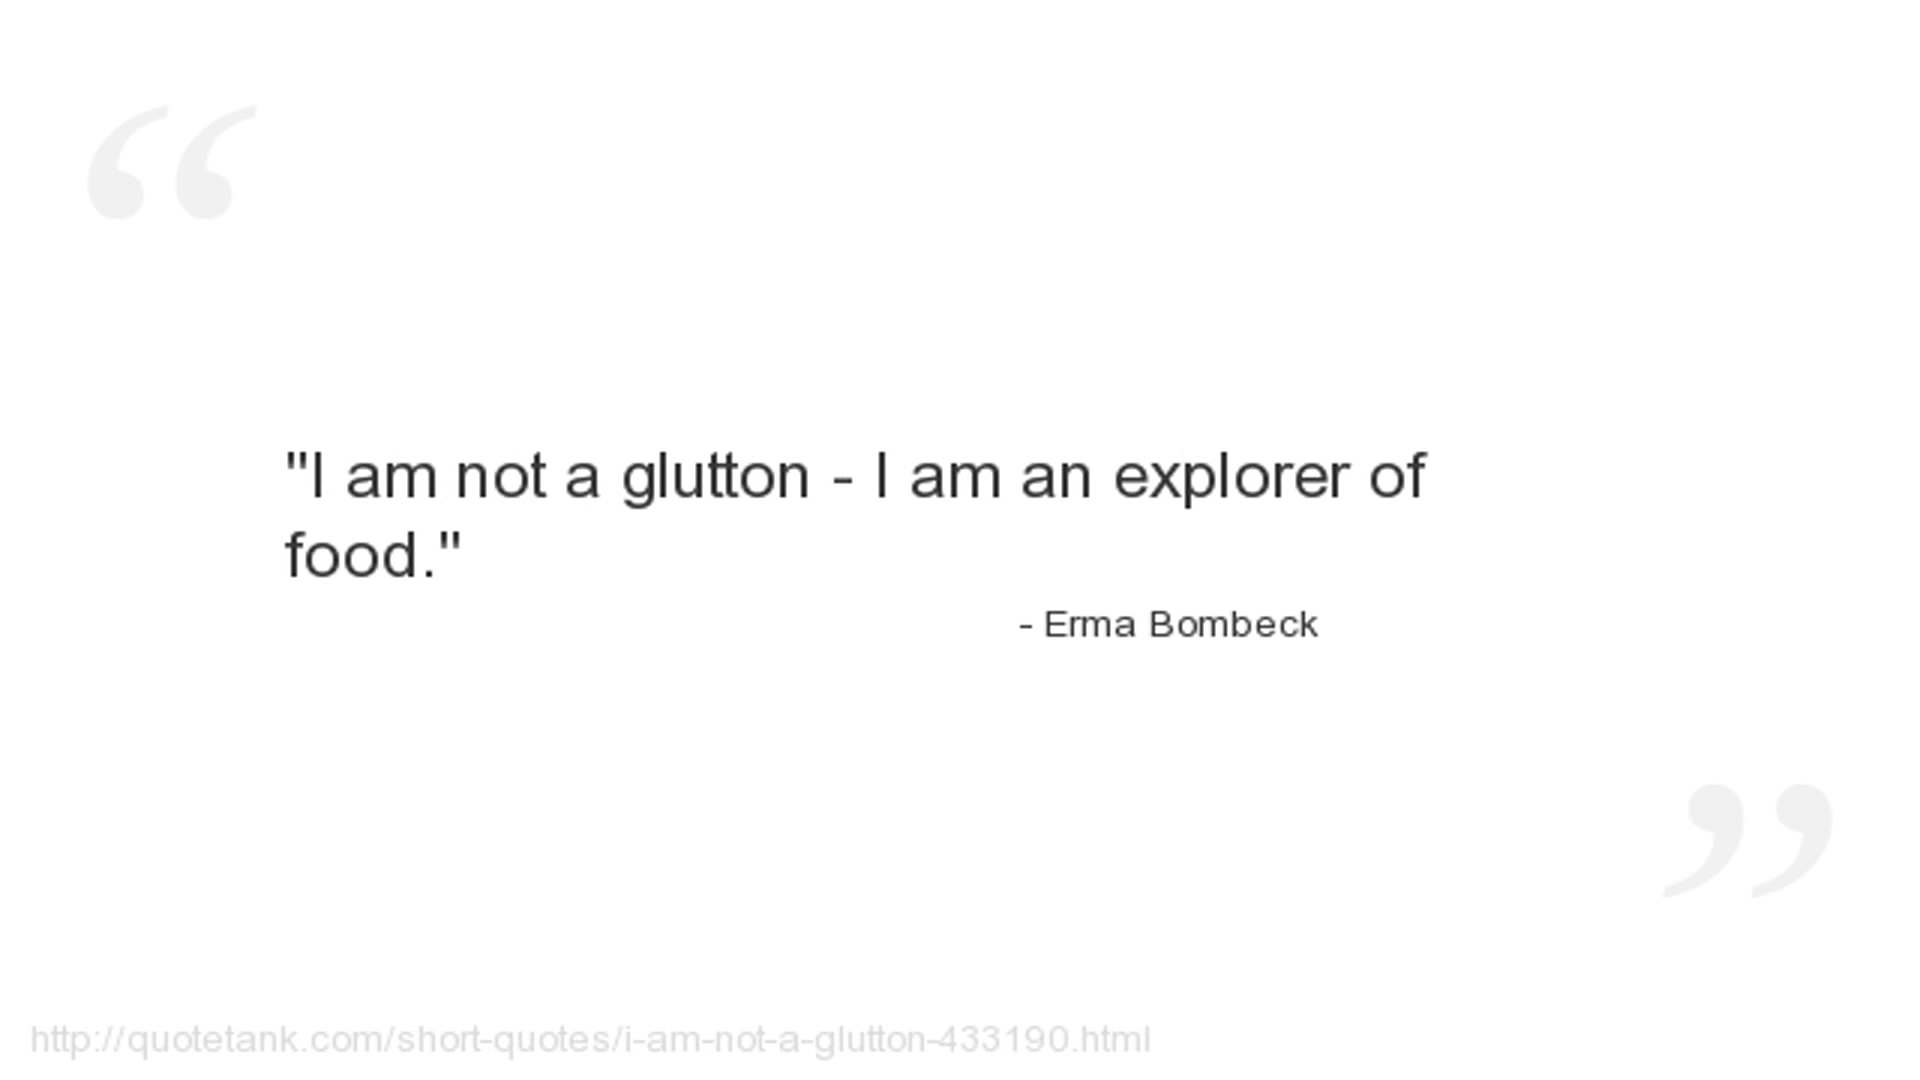 "I am not a glutton - I am an explorer of
food."
- Erma Bombeck
http://quotetank.com/short-quotes/i-am-not-a-glutton-433190.html